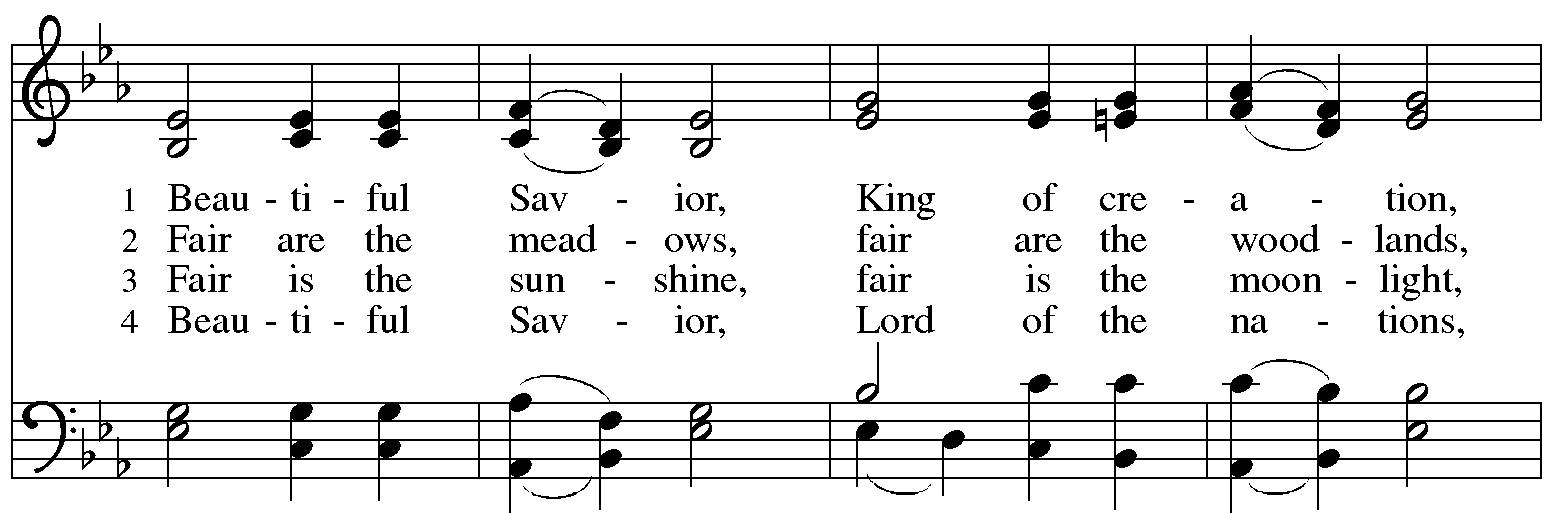 1 Beau - ti - ful Sav - ior, King of cre - a - tion,
2 Fair are the mead - ows, fair are the wood - lands,
3 Fair is the sun - shine, fair is the moon - light,
4 Beau - ti - ful Sav - ior, Lord of the na - tions,